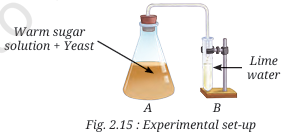 Warm sugar
solution + Yeast
Lime
water
A
B
Fig. 2.15 : Experimental set-up